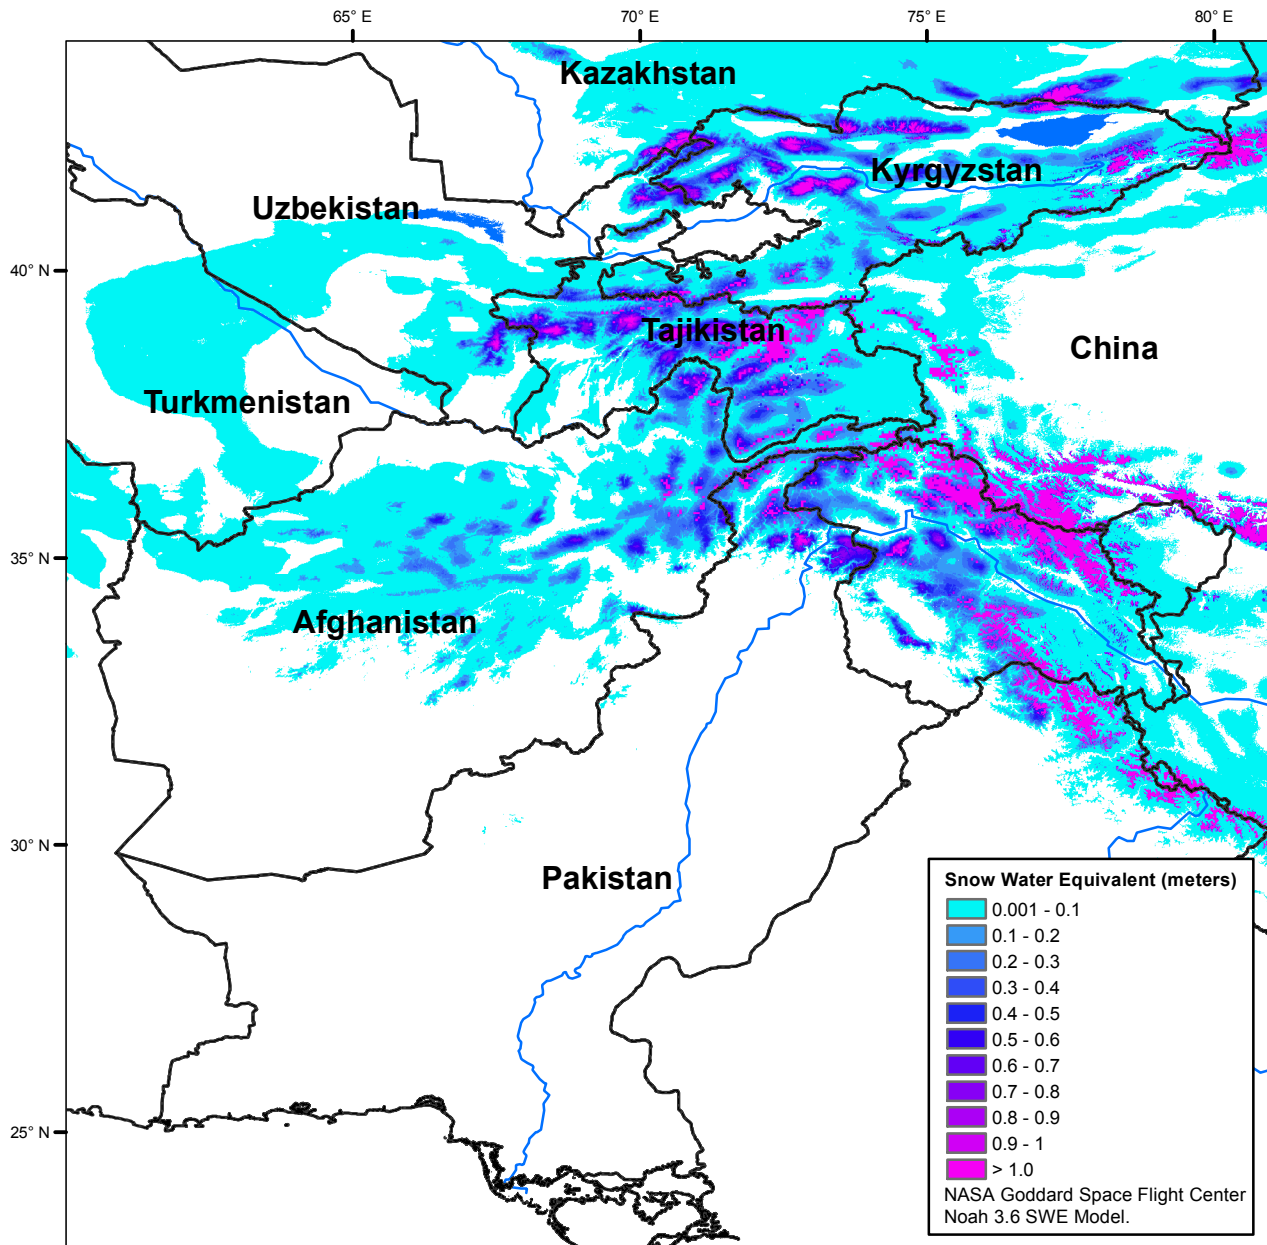 65° E
70° E
75° E
80° E
Kazakhstan
Kyrgyzstan
Uzbekistan
40° N
Tajikistan
China
Turkmenistan
35° N
Afghanistan
30° N
Pakistan
25° N
Snow Water Equivalent (meters)
0.001 - 0.1
0.1 - 0.2
0.2 - 0.3
0.3 - 0.4
0.4 - 0.5
0.5 - 0.6
0.6 - 0.7
0.7 - 0.8
0.8 - 0.9
0.9 - 1
> 1.0
NASA Goddard Space Flight Center
Noah 3.6 SWE Model.